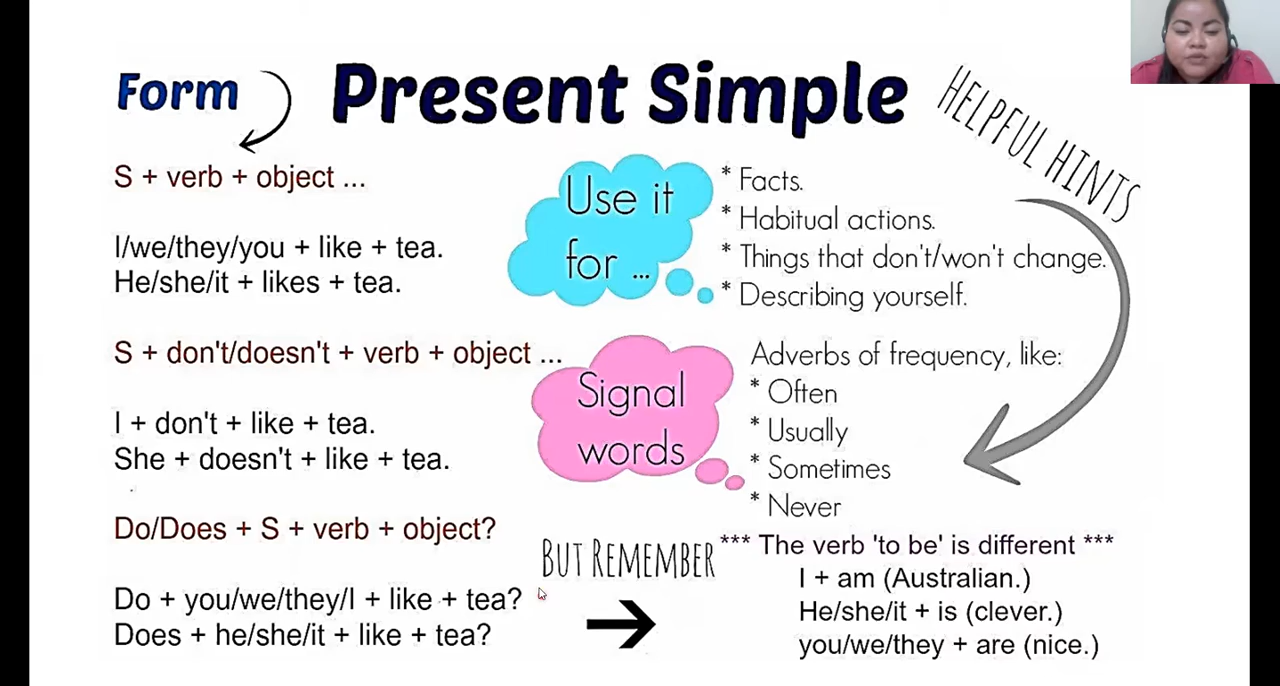 Form
Present Simple
HELPFUL HINTS
S + verb + object ...
I/we/they/you + like + tea.
He/she/it + likes + tea.
S + don't/doesn't + verb + object ...
I + don't + like + tea.
She + doesn't + like + tea.
Do/Does + S + verb + object?
Do + you/we/they/I + like + tea?
Does + he/she/it + like + tea?
Use it
for ...
* Facts.
* Habitual actions.
* Things that don't/won't change.
* Describing yourself.
Signal
words
Adverbs of frequency, like:
* Often
* Usually
* Sometimes
* Never
BUT REMEMBER
*** The verb 'to be' is different ***
I + am (Australian.)
He/she/it + is (clever.)
you/we/they + are (nice.)